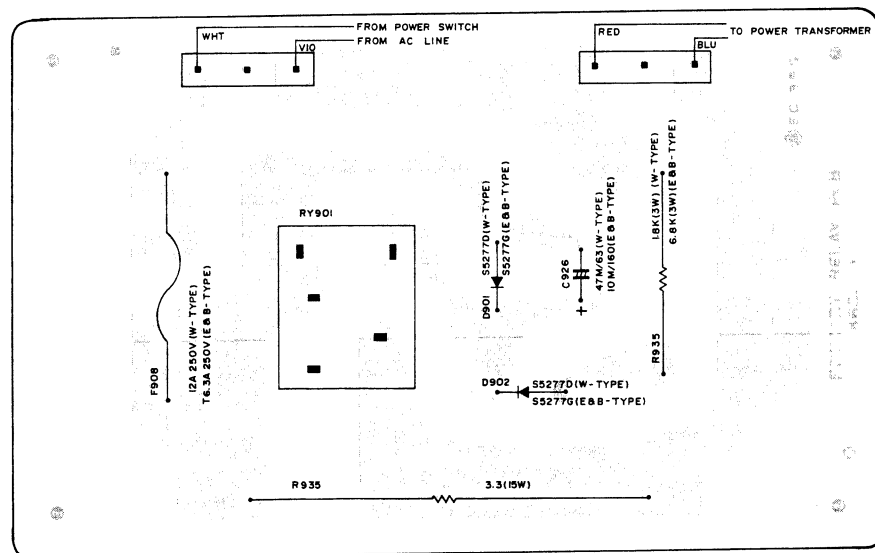 FROM POWER SWITCH
WHT
FROM AC LINE
VIO
RED
TO POWER TRANSFORMER
BLU
RY901
F908
12A 250V (W-TYPE)
T6.3A 250V (E&B-TYPE)
D901
S5277D(W-TYPE)
S5277G(E&B-TYPE)
C926
47M/63(W-TYPE)
10M/160(E&B-TYPE)
1.8K(3W) (W-TYPE)
6.8K(3W)(E&B-TYPE)
R935
D902
S5277D(W-TYPE)
S5277G(E&B-TYPE)
R935
3.3(15W)